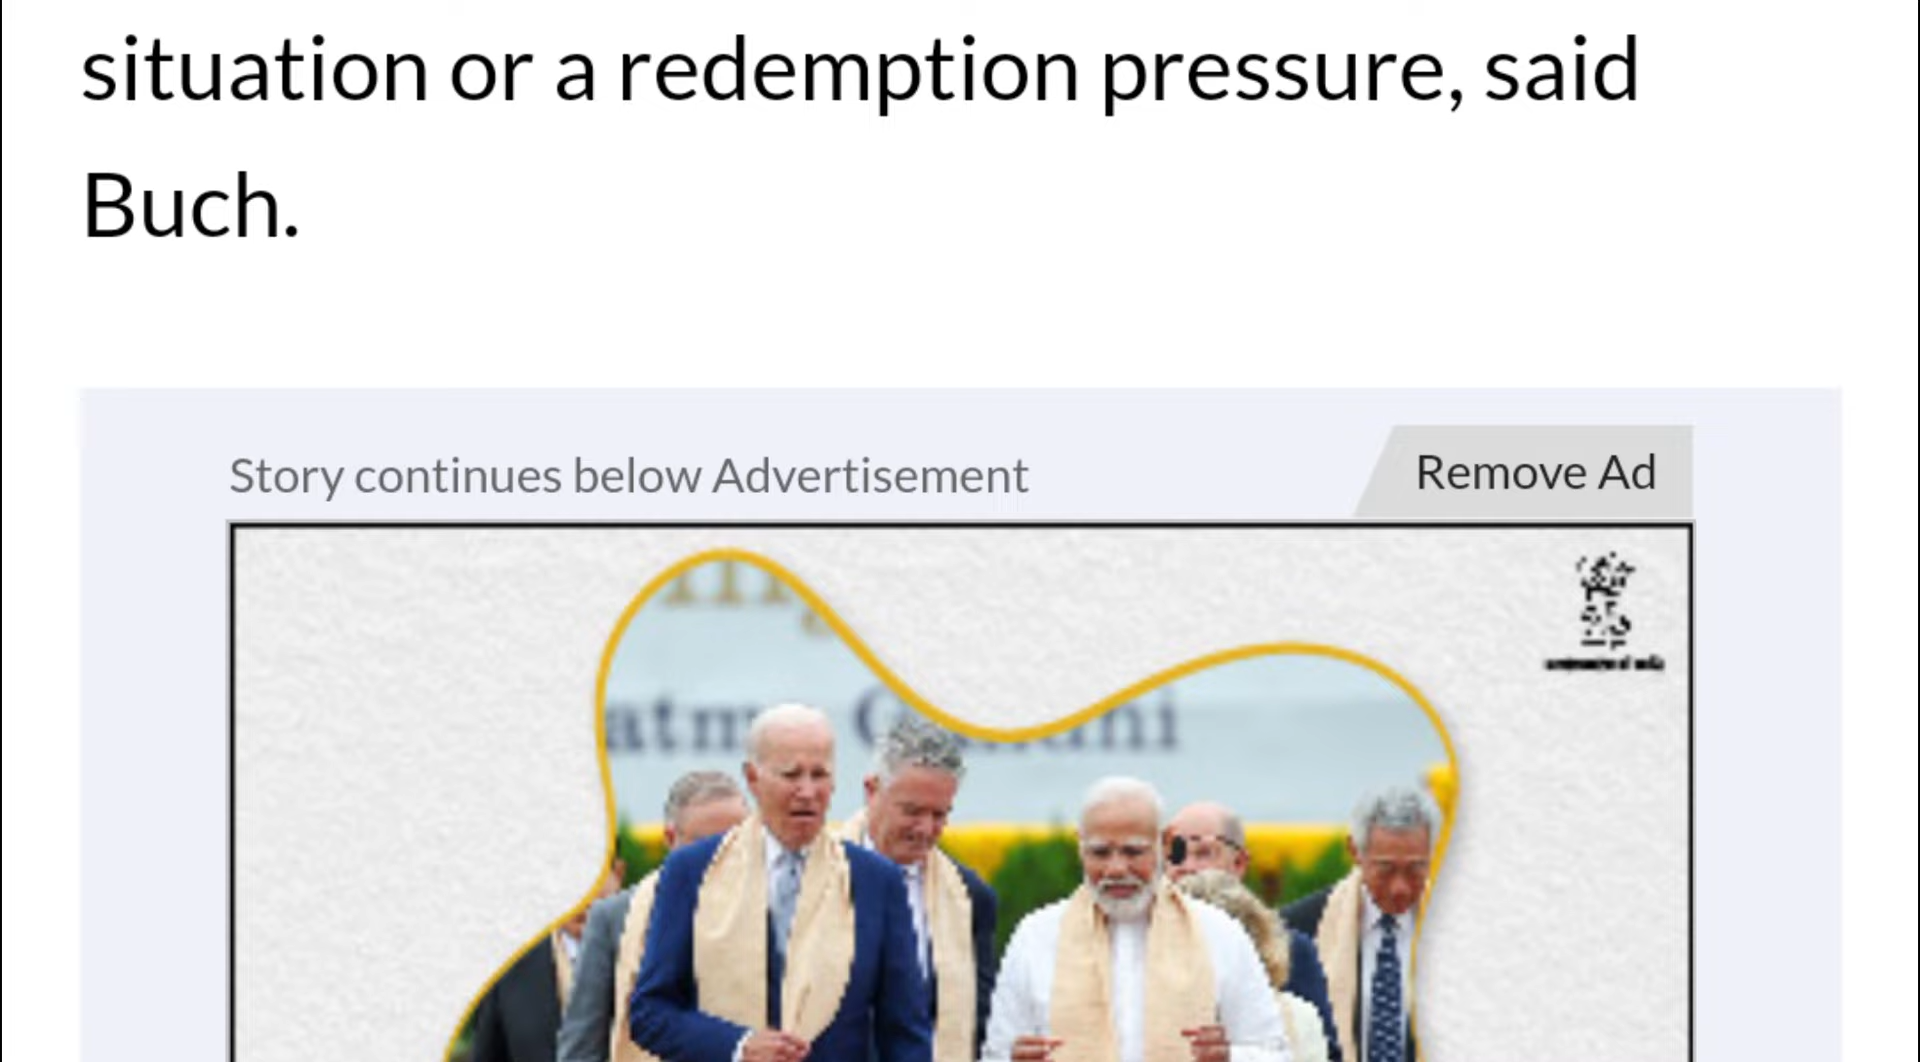 situation or a redemption pressure, said
Buch.
Story continues below Advertisement
Remove Ad